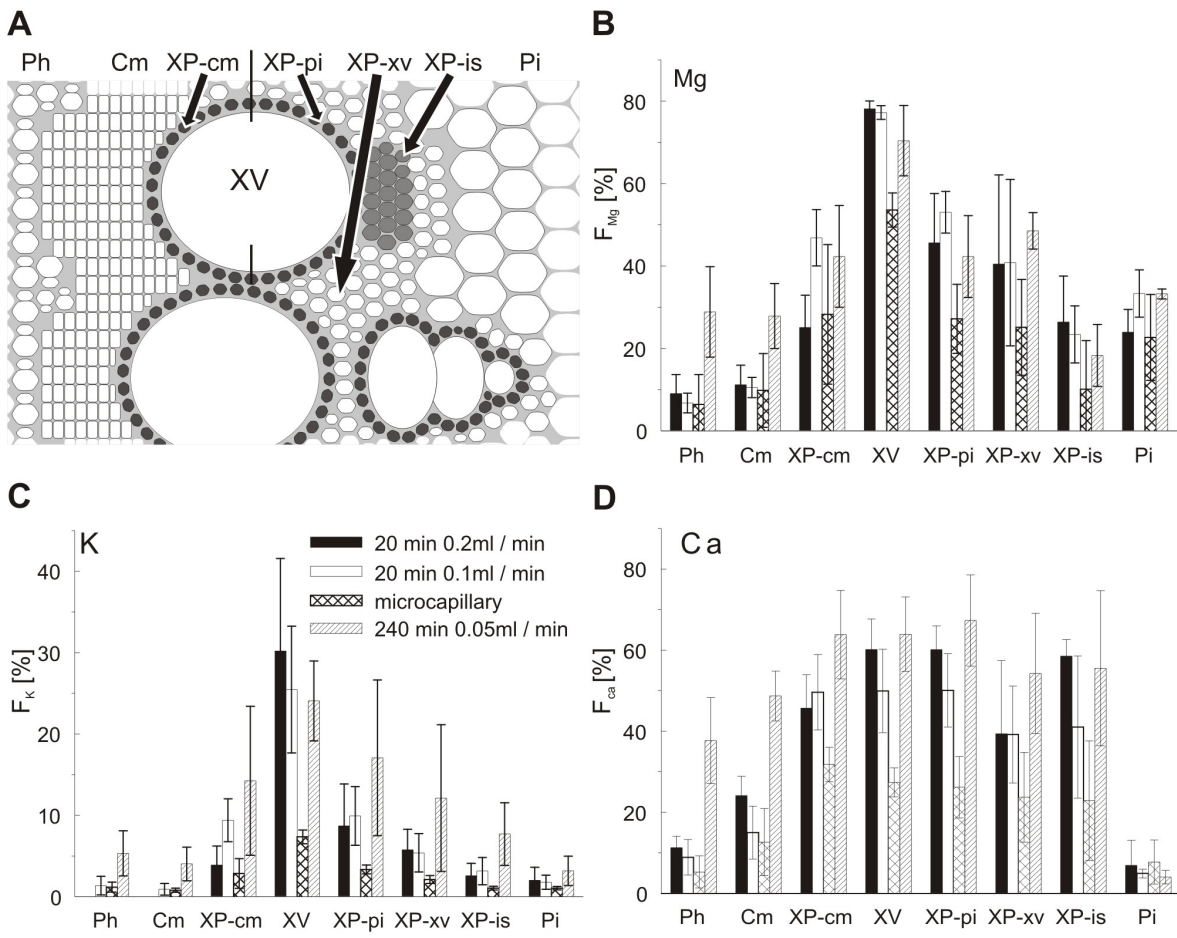 A
Ph Cm XP-cm XP-pi XP-xv XP-is Pi
XV
B
Mg
F Mg [%]
80
60
40
20
0
Ph Cm XP-cm XV XP-pi XP-xv XP-is Pi
C
K
F K [%]
40
30
20
10
0
20 min 0.2ml / min
20 min 0.1ml / min
microcapillary
240 min 0.05ml / min
Ph Cm XP-cm XV XP-pi XP-xv XP-is Pi
D
Ca
F ca [%]
80
60
40
20
0
Ph Cm XP-cm XV XP-pi XP-xv XP-is Pi